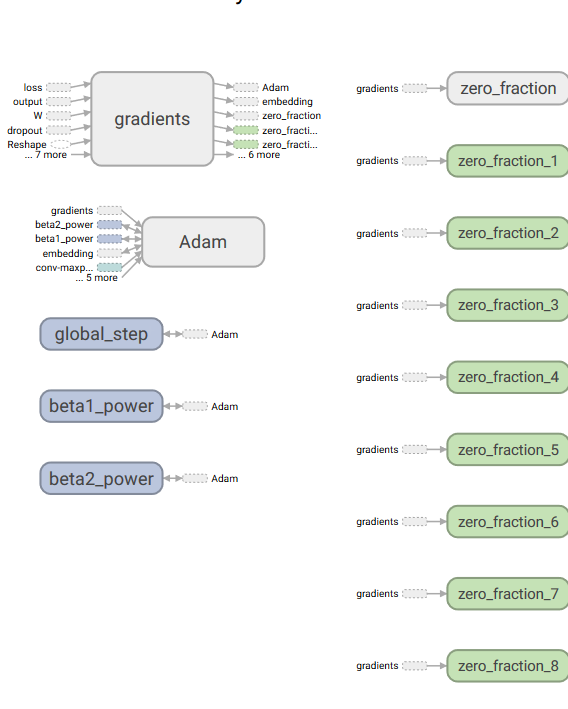 loss
output
W
dropout
Reshape
... 7 more
gradients
Adam
embedding
zero_fraction
zero_fracti...
zero_fracti...
... 6 more
gradients
beta2_power
beta1_power
embedding
conv-maxp...
... 5 more
Adam
global_step
Adam
beta1_power
Adam
beta2_power
Adam
gradients
zero_fraction
gradients
zero_fraction_1
gradients
zero_fraction_2
gradients
zero_fraction_3
gradients
zero_fraction_4
gradients
zero_fraction_5
gradients
zero_fraction_6
gradients
zero_fraction_7
gradients
zero_fraction_8